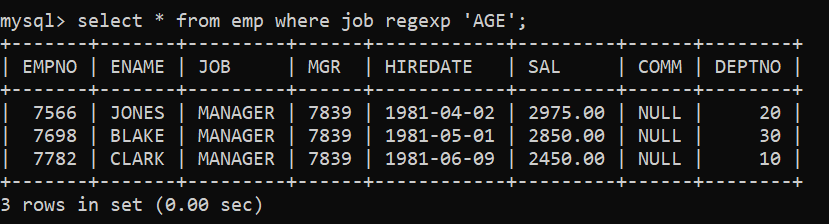 mysql> select * from emp where job regexp 'AGE';
+-------+-------+---------+------+------------+---------+------+--------+
| EMPNO | ENAME | JOB     | MGR  | HIREDATE   | SAL     | COMM | DEPTNO |
+-------+-------+---------+------+------------+---------+------+--------+
|  7566 | JONES | MANAGER | 7839 | 1981-04-02 | 2975.00 | NULL |     20 |
|  7698 | BLAKE | MANAGER | 7839 | 1981-05-01 | 2850.00 | NULL |     30 |
|  7782 | CLARK | MANAGER | 7839 | 1981-06-09 | 2450.00 | NULL |     10 |
+-------+-------+---------+------+------------+---------+------+--------+
3 rows in set (0.00 sec)